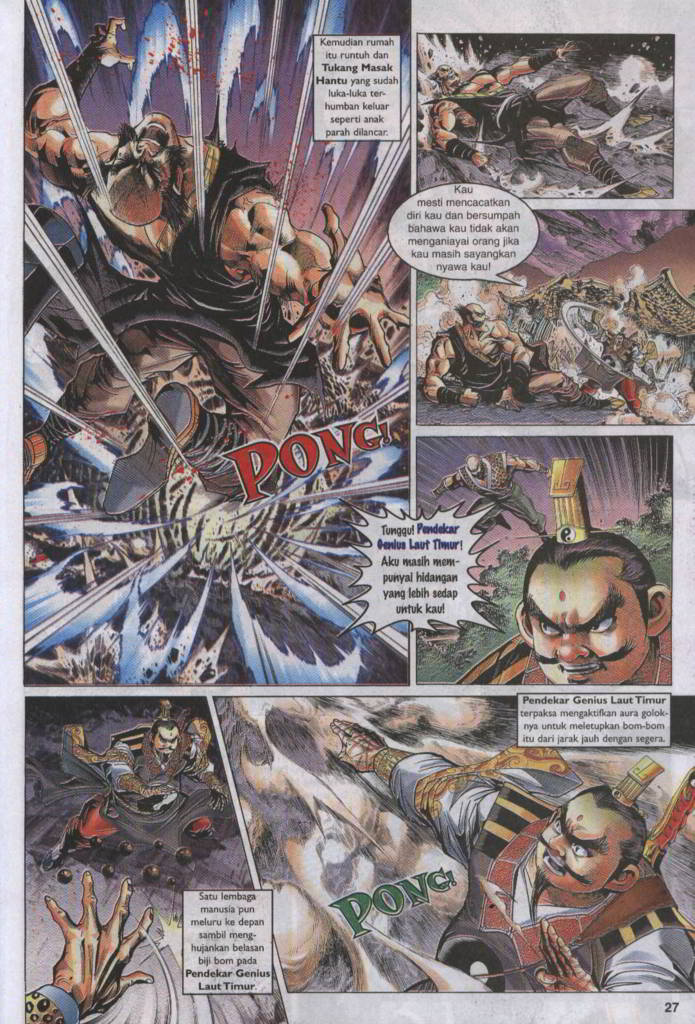 Kemudian rumah
itu runtuh dan
Tukang Masak
Hantu yang sudah
luka-luka ter-
humban keluar
seperti anak
parah dilancar.
Kau
mesti mencacatkan
diri kau dan bersumpah
bahawa kau tidak akan
menganiayai orang jika
kau masih sayangkan
nyawa kau!
PONG!
Tunggu! Pendekar
Genius Laut Timur!
Aku masih mem-
punyai hidangan
yang lebih sedap
untuk kau!
Pendekar Genius Laut Timur
terpaksa mengaktifkan aura golok-
nya untuk meletupkan bom-bom
itu dari jarak jauh dengan segera.
Satu lembaga
manusia pun
meluru ke depan
sambil meng-
hujankan belasan
biji bom pada
Pendekar Genius
Laut Timur.
PONG!
27